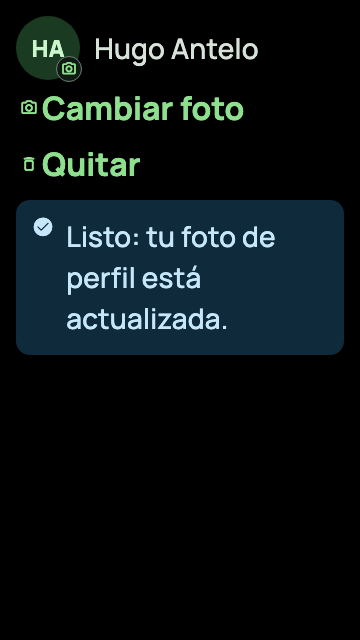 HA
Hugo Antelo
Cambiar foto
Quitar
Listo: tu foto de
perfil está
actualizada.